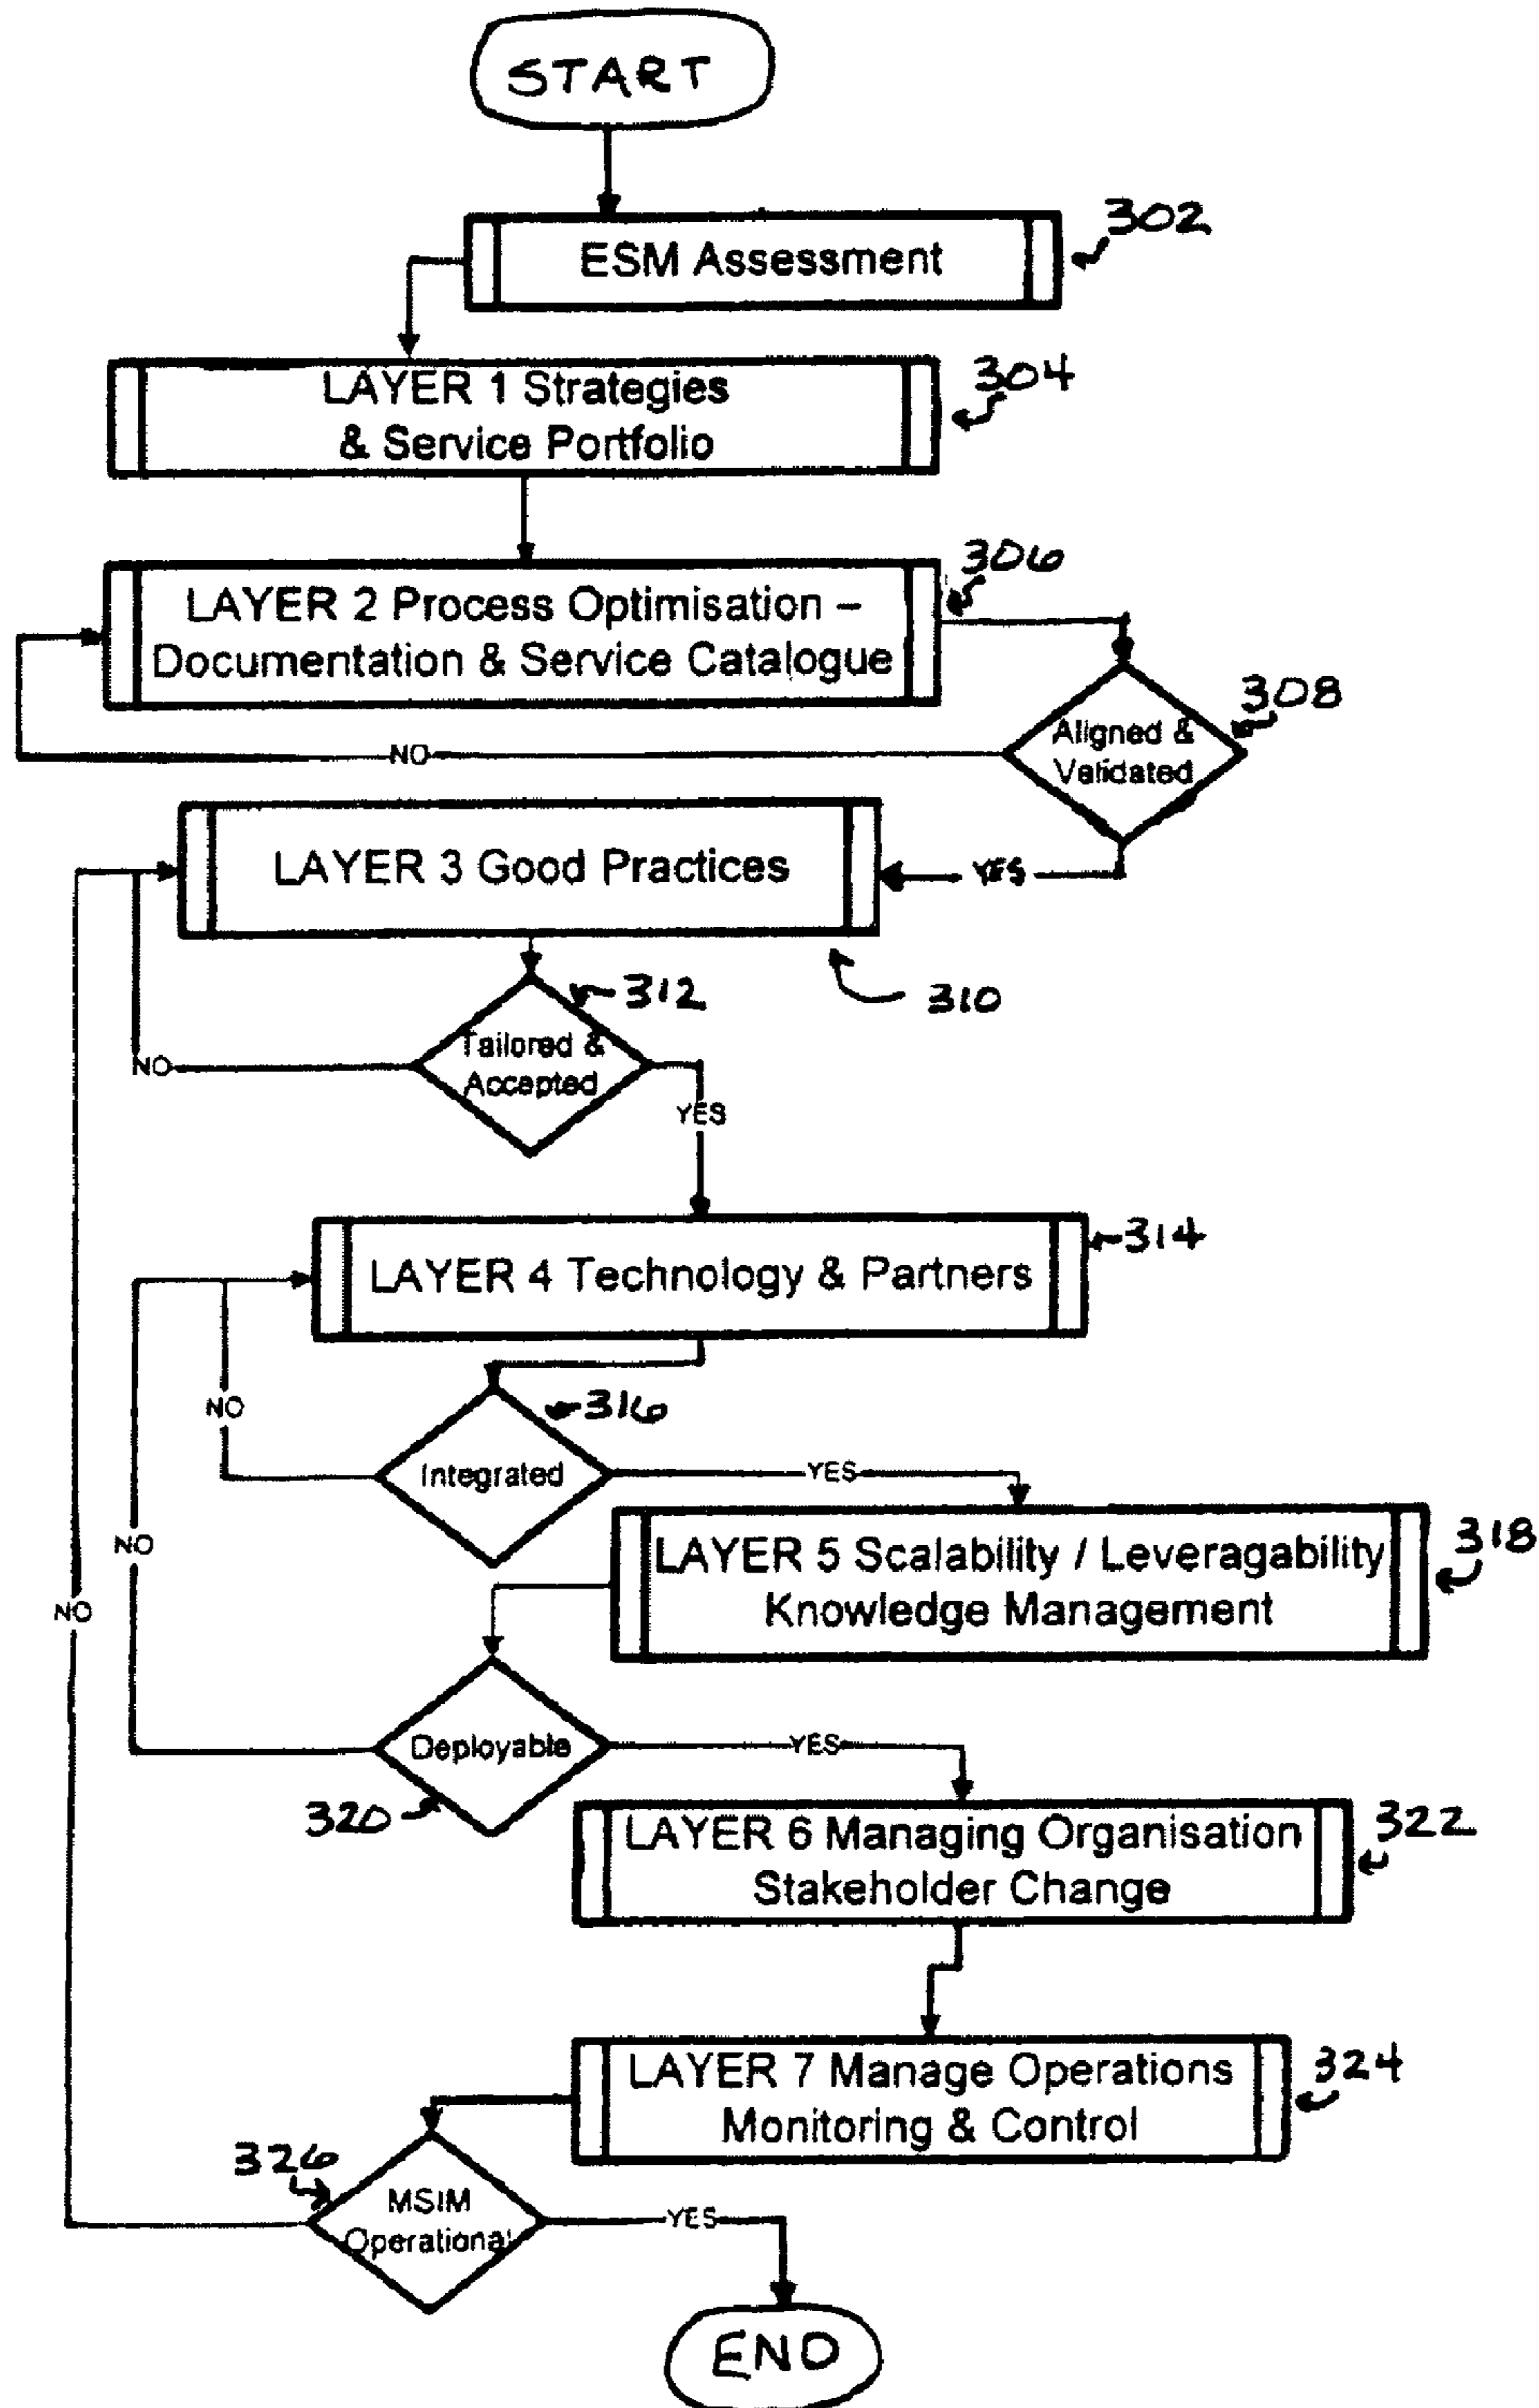 START
ESM Assessment
302
LAYER 1 Strategies
& Service Portfolio
304
LAYER 2 Process Optimisation –
Documentation & Service Catalogue
306
Aligned &
Validated
308
NO
YES
LAYER 3 Good Practices
310
312
Tailored &
Accepted
NO
YES
LAYER 4 Technology & Partners
314
316
Integrated
NO
YES
LAYER 5 Scalability / Leveragability
Knowledge Management
318
Deployable
320
NO
YES
LAYER 6 Managing Organisation
Stakeholder Change
322
LAYER 7 Manage Operations
Monitoring & Control
324
326
MSIM
Operational
NO
YES
END